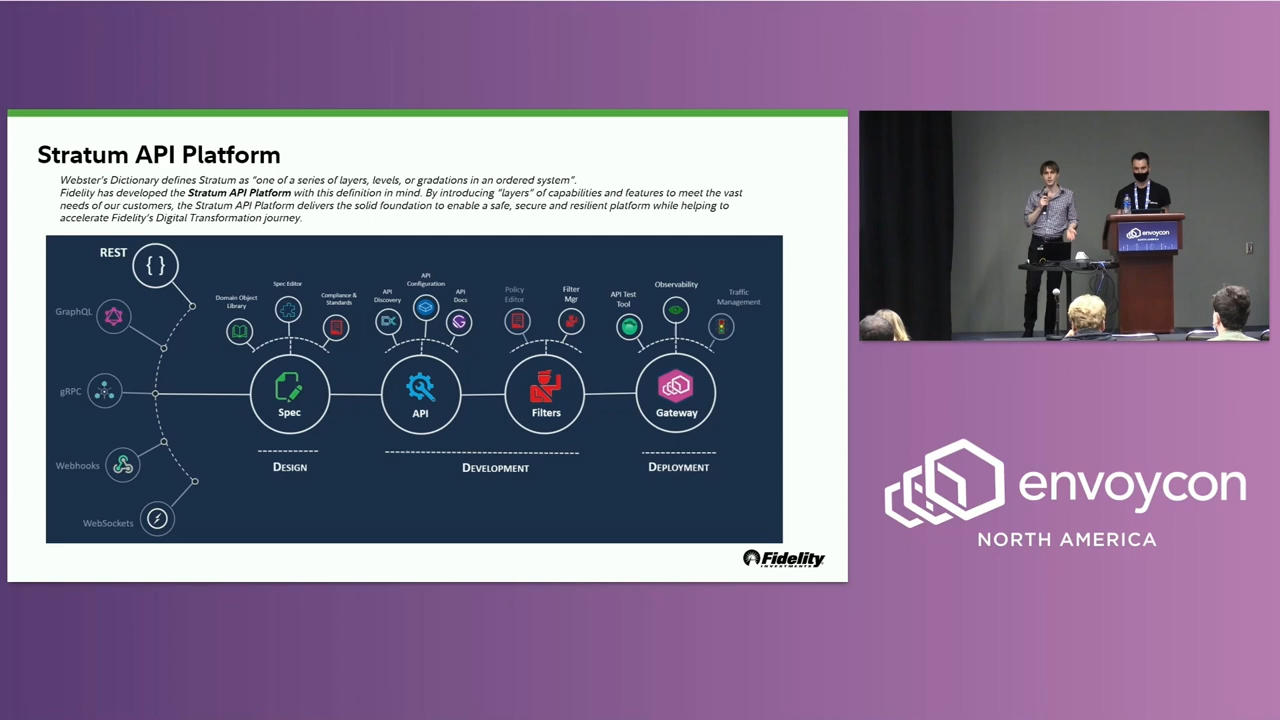 Stratum API Platform
Webster's Dictionary defines Stratum as "one of a series of layers, levels, or gradations in an ordered system".
Fidelity has developed the Stratum API Platform with this definition in mind. By introducing "layers" of capabilities and features to meet the vast
needs of our customers, the Stratum API Platform delivers the solid foundation to enable a safe, secure and resilient platform while helping to
accelerate Fidelity's Digital Transformation journey.
REST
{ }
GraphQL
gRPC
Webhooks
WebSockets
Domain Object
Library
Spec Editor
Compliance &
Standards
Spec
API
Discovery
API
Configuration
API
Docs
API
Policy
Editor
Filter
Mgr
Filters
API Test
Tool
Observability
Traffic
Management
Gateway
DESIGN
DEVELOPMENT
DEPLOYMENT
Fidelity
INVESTMENTS
envoycon
NORTH AMERICA
envoycon
NORTH AMERICA